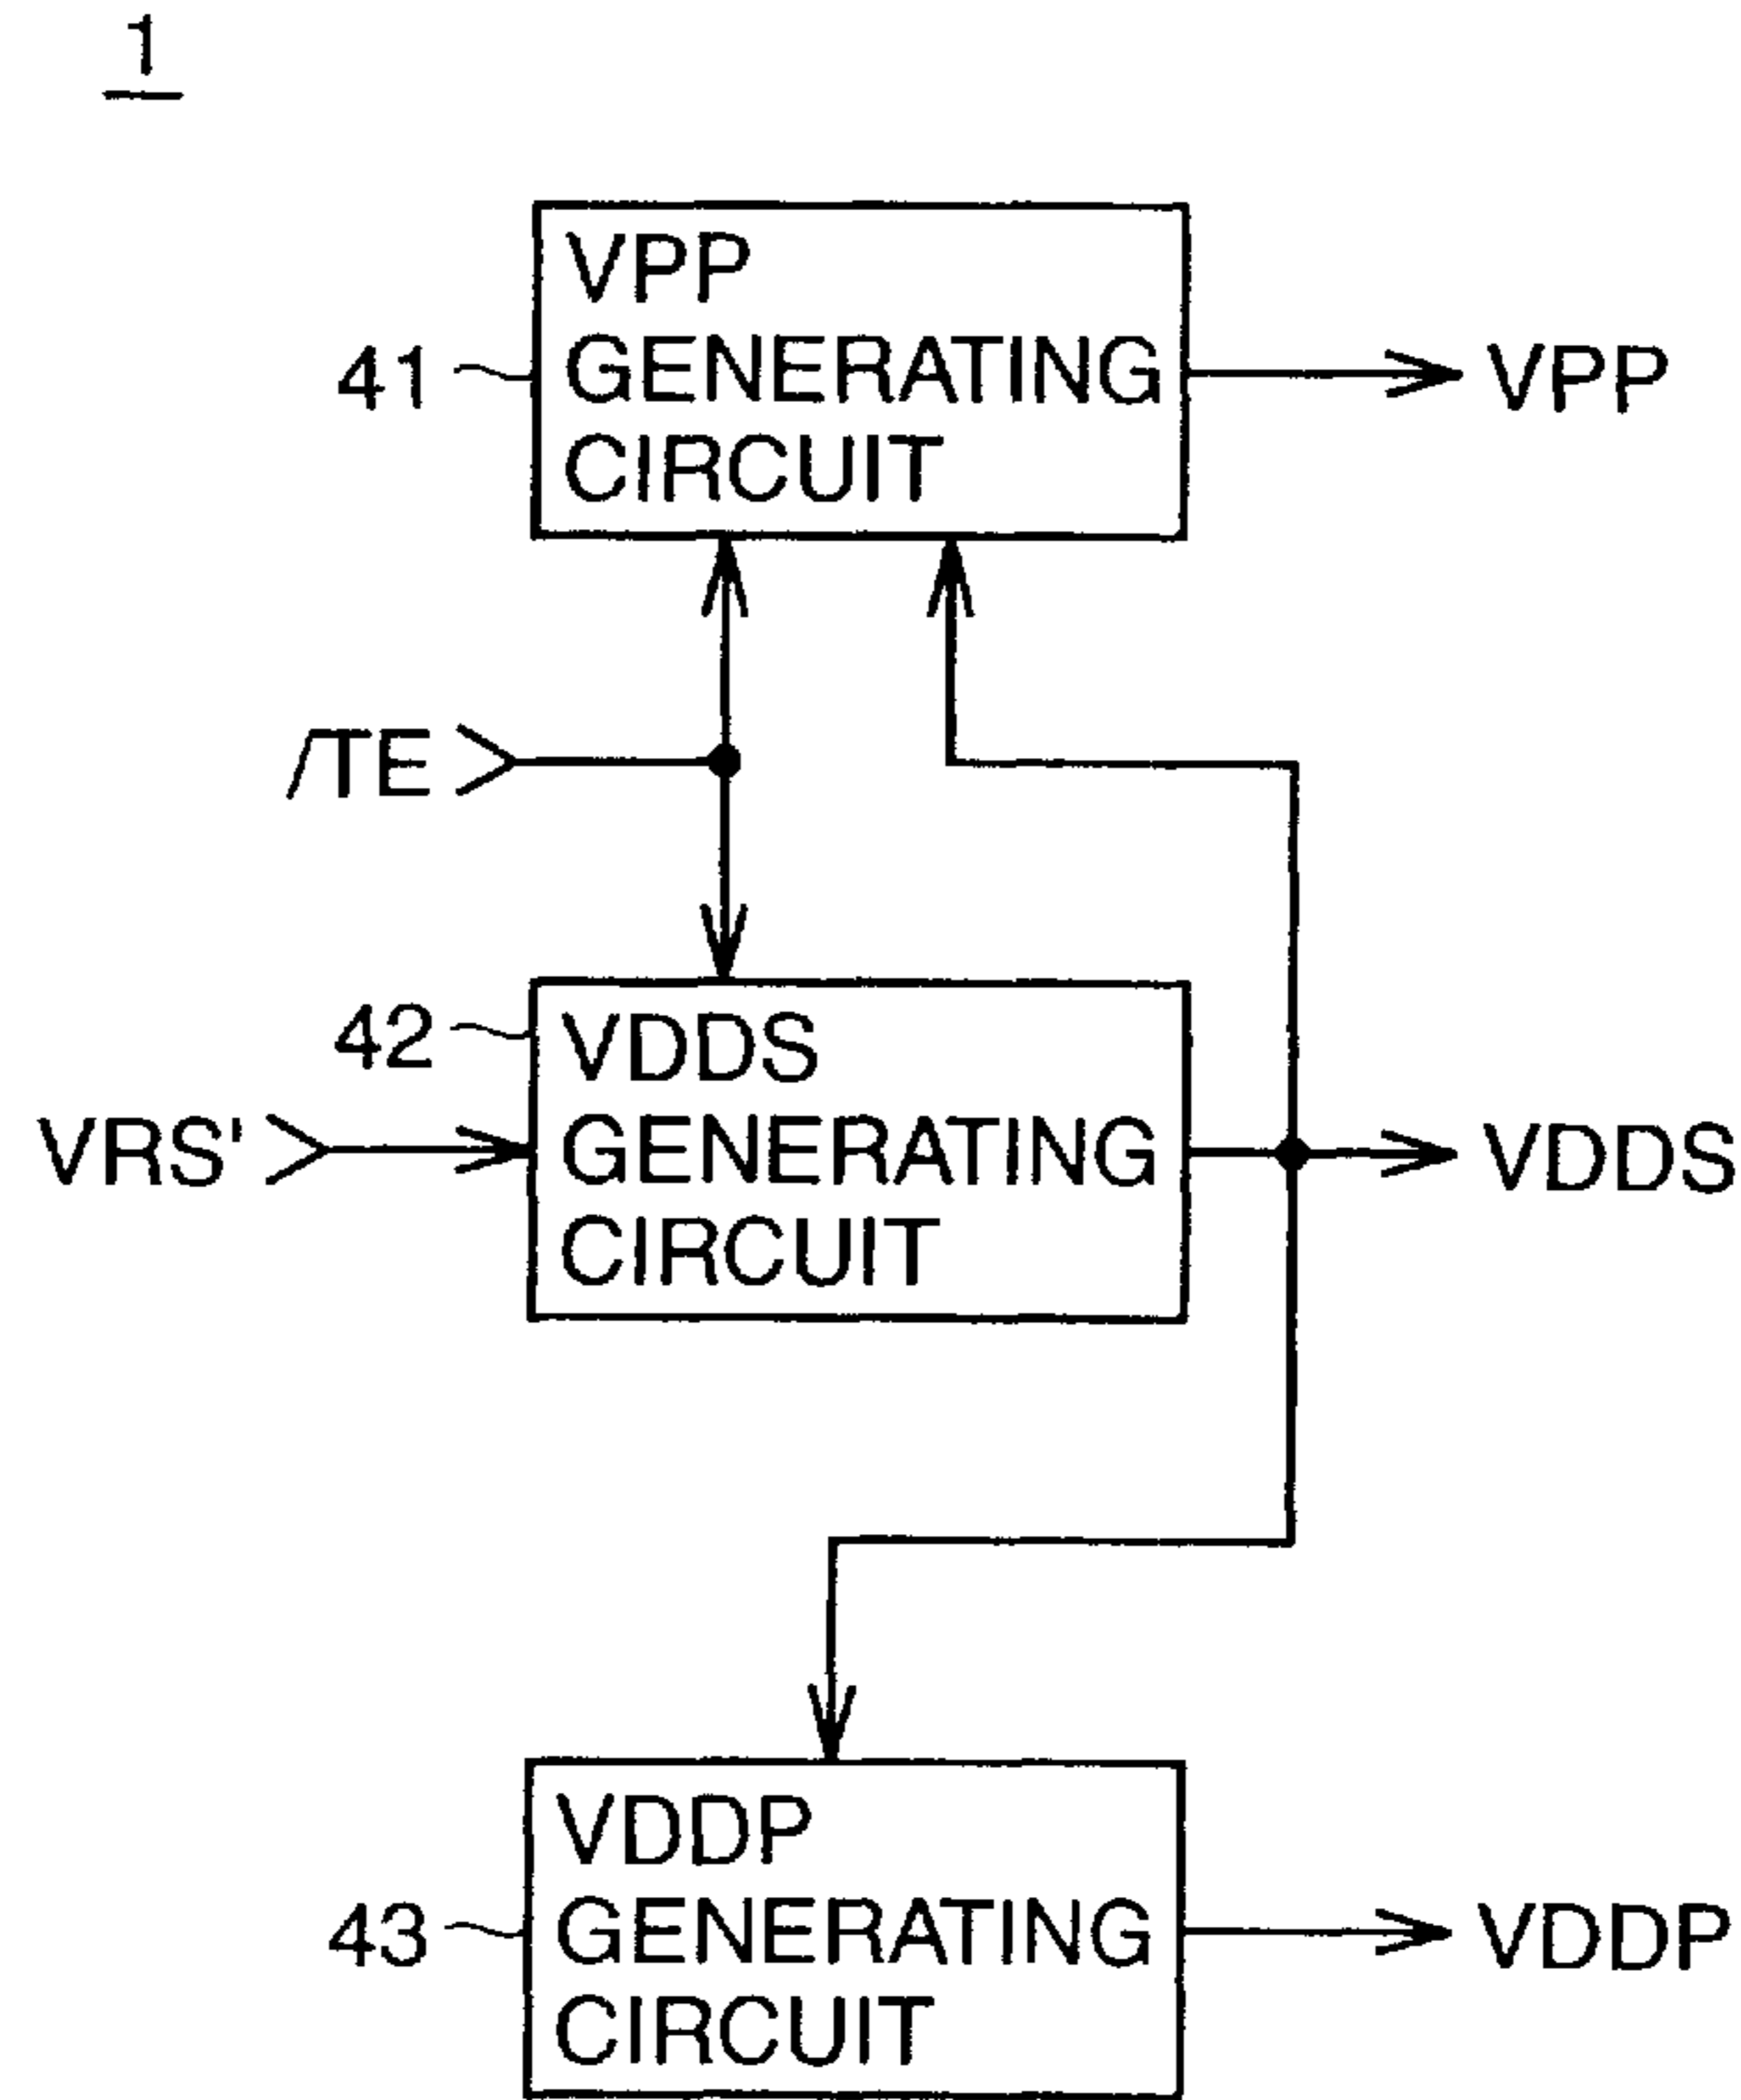 1
VPP
GENERATING
CIRCUIT
41
VPP
/TE
42
VDDS
GENERATING
CIRCUIT
VRS'
VDDS
VDDP
GENERATING
CIRCUIT
43
VDDP